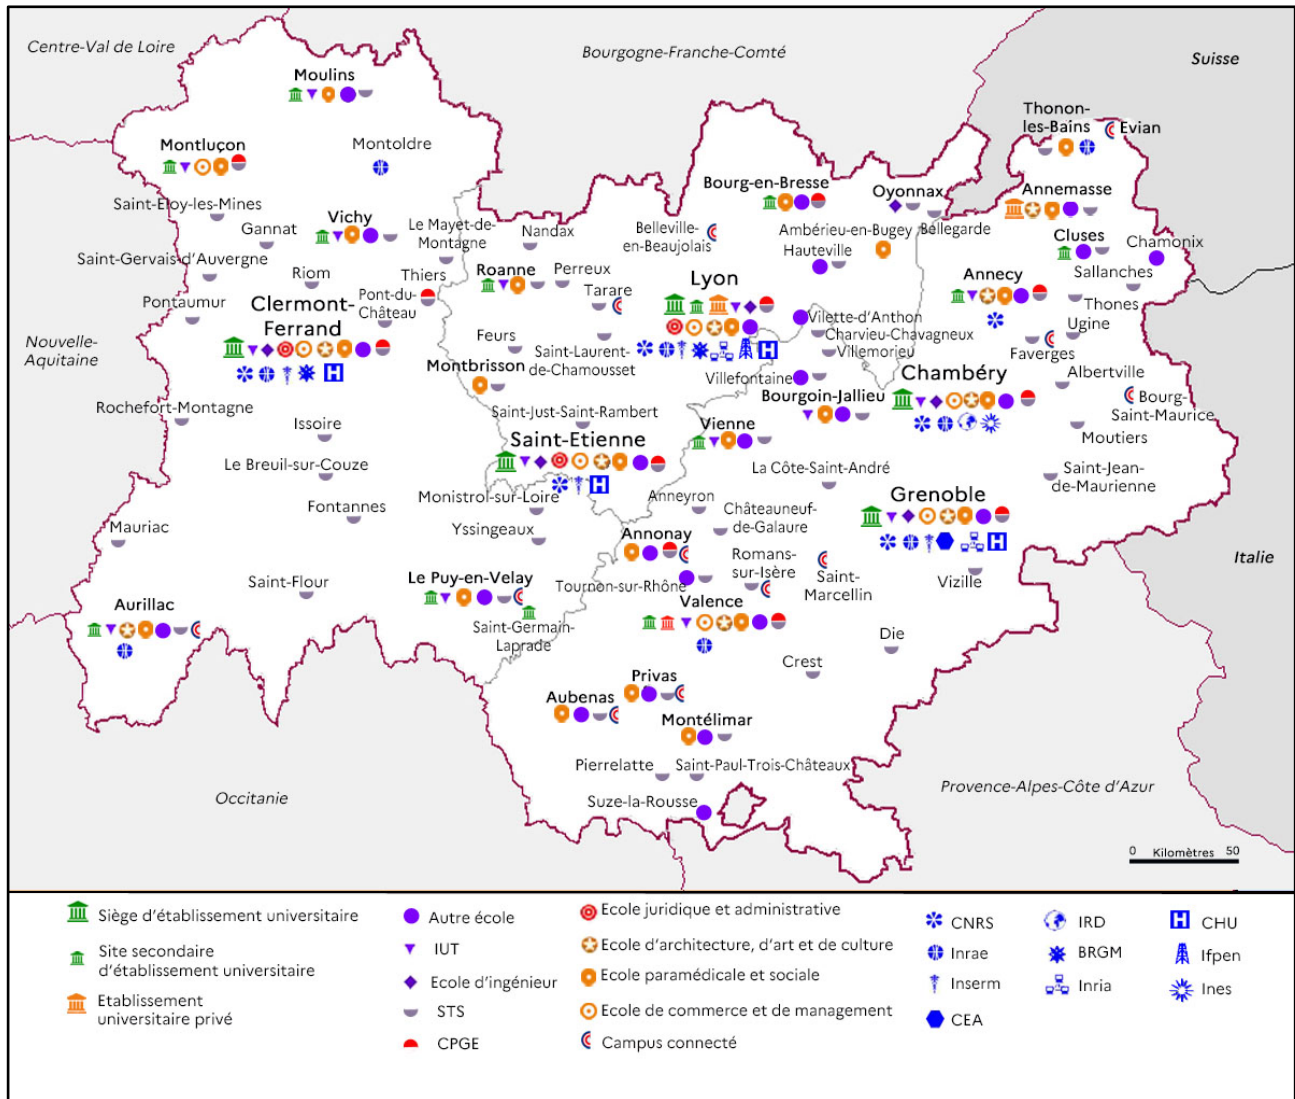 Centre-Val de Loire
Bourgogne-Franche-Comté
Suisse
Moulins
Thonon-
les-Bains
Evian
Montluçon
Montoldre
Bourg-en-Bresse
Oyonnax
Annemasse
Saint-Eloy-les-Mines
Vichy
Le Mayet-de-
Montagne
Nandax
Belleville-
en-Beaujolais
Ambérieu-en-Bugey
Bellegarde
Cluses
Chamonix
Gannat
Hauteville
Saint-Gervais-d'Auvergne
Riom
Thiers
Roanne
Perreux
Lyon
Annecy
Sallanches
Pontaumur
Clermont-
Ferrand
Pont-du-
Château
Tarare
Thones
Vilette-d'Anthon
Ugine
Charvieu-Chavagneux
Nouvelle-
Aquitaine
Feurs
Saint-Laurent-
de-Chamousset
Villemorieu
Faverges
Montbrisson
Villefontaine
Chambéry
Albertville
Bourgoin-Jallieu
Bourg-
Saint-Maurice
Rochefort-Montagne
Saint-Just-Saint-Rambert
Issoire
Vienne
Moutiers
Saint-Etienne
Le Breuil-sur-Couze
La Côte-Saint-André
Saint-Jean-
de-Maurienne
Monistrol-sur-Loire
Anneyron
Grenoble
Fontannes
Châteauneuf-
de-Galaure
Mauriac
Yssingeaux
Annonay
Romans-
sur-Isère
Italie
Saint-Flour
Le Puy-en-Velay
Tournon-sur-Rhône
Saint-
Marcellin
Vizille
Aurillac
Valence
Saint-Germain-
Laprade
Die
Crest
Privas
Aubenas
Montélimar
Pierrelatte
Saint-Paul-Trois-Châteaux
Occitanie
Suze-la-Rousse
Provence-Alpes-Côte d'Azur
0 Kilomètres 50
Siège d'établissement universitaire
Site secondaire
d'établissement universitaire
Etablissement
universitaire privé
Autre école
IUT
Ecole d'ingénieur
STS
CPGE
Ecole juridique et administrative
Ecole d'architecture, d'art et de culture
Ecole paramédicale et sociale
Ecole de commerce et de management
Campus connecté
CNRS
Inrae
Inserm
CEA
IRD
BRGM
Inria
CHU
Ifpen
Ines